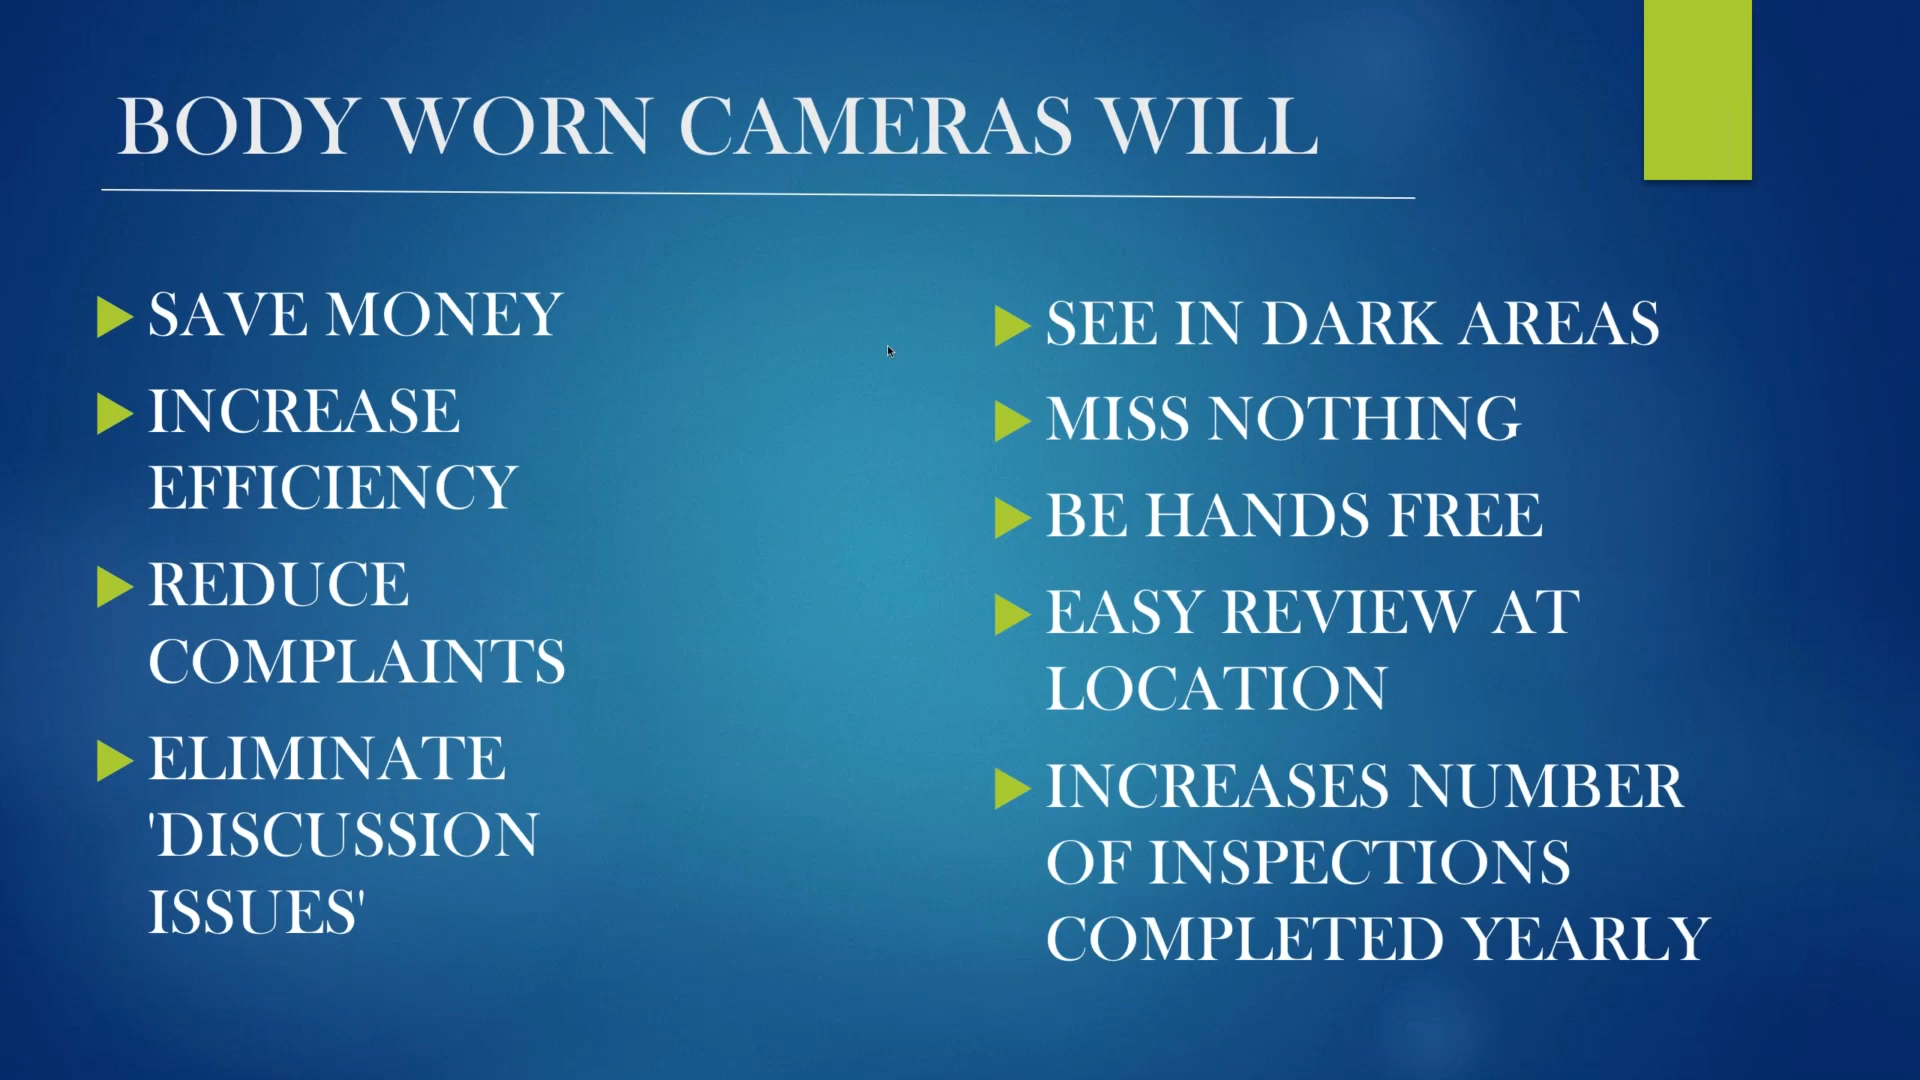 BODY WORN CAMERAS WILL
SAVE MONEY
INCREASE
EFFICIENCY
REDUCE
COMPLAINTS
ELIMINATE
'DISCUSSION
ISSUES'
SEE IN DARK AREAS
MISS NOTHING
BE HANDS FREE
EASY REVIEW AT
LOCATION
INCREASES NUMBER
OF INSPECTIONS
COMPLETED YEARLY